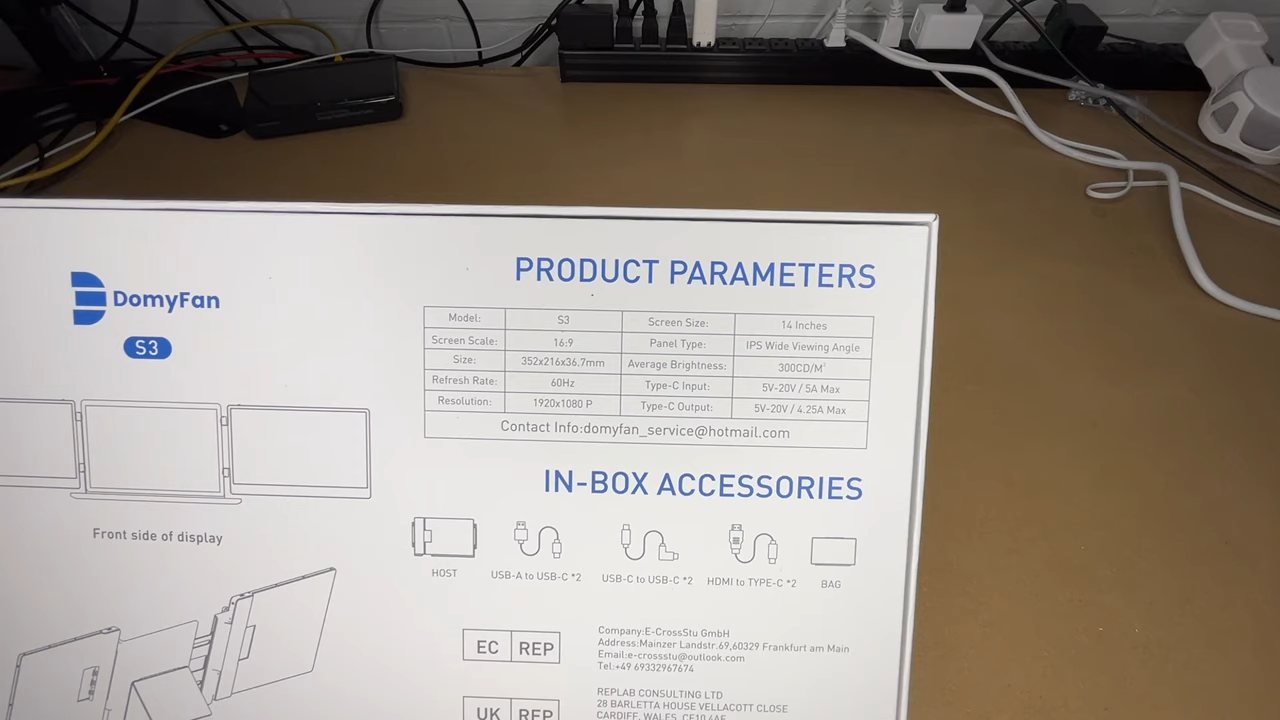 DomyFan
S3
PRODUCT PARAMETERS
Model: S3 Screen Size: 14 Inches
Screen Scale: 16:9 Panel Type: IPS Wide Viewing Angle
Size: 352x216x36.7mm Average Brightness: 300CD/M²
Refresh Rate: 60Hz Type-C Input: 5V-20V / 5A Max
Resolution: 1920x1080 P Type-C Output: 5V-20V / 4.25A Max
Contact Info:domyfan_service@hotmail.com
Front side of display
IN-BOX ACCESSORIES
HOST USB-A to USB-C *2 USB-C to USB-C *2 HDMI to TYPE-C *2 BAG
EC REP
Company:E-CrossStu GmbH
Address:Mainzer Landstr.69,60329 Frankfurt am Main
Email:e-crossstu@outlook.com
Tel:+49 69332967674
UK REP
REPLAB CONSULTING LTD
28 BARLETTA HOUSE VELLACOTT CLOSE
CARDIFF, WALES, CF10 4AF